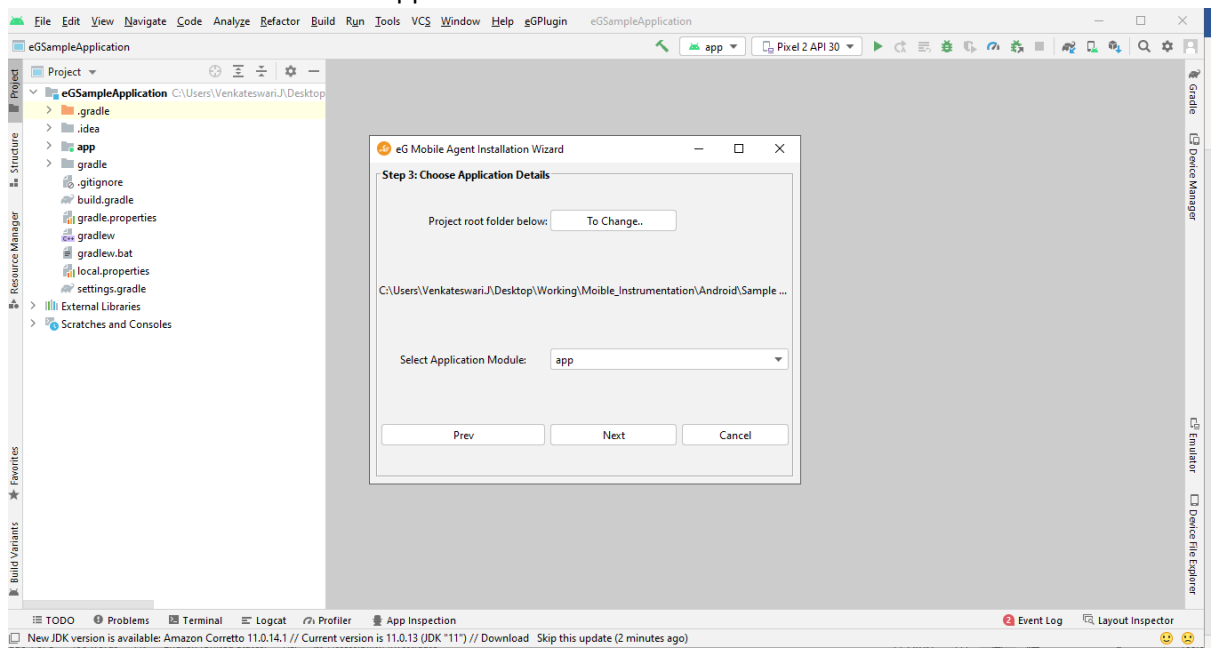 File Edit View Navigate Code Analyze Refactor Build Run Tools VCS Window Help eGPlugin eGSampleApplication
eGSampleApplication
app
Pixel 2 API 30
Project
eGSampleApplication C:\Users\Venkateswari.J\Desktop
.gradle
.idea
app
gradle
.gitignore
build.gradle
gradle.properties
gradlew
gradlew.bat
local.properties
settings.gradle
External Libraries
Scratches and Consoles
Project
Structure
Resource Manager
Favorites
Build Variants
eG Mobile Agent Installation Wizard
Step 3: Choose Application Details
Project root folder below: To Change..
C:\Users\Venkateswari.J\Desktop\Working\Moible_Instrumentation\Android\Sample ...
Select Application Module: app
Prev Next Cancel
Gradle
Device Manager
Emulator
Device File Explorer
TODO Problems Terminal Logcat Profiler App Inspection 2 Event Log Layout Inspector
New JDK version is available: Amazon Corretto 11.0.14.1 // Current version is 11.0.13 (JDK "11") // Download Skip this update (2 minutes ago)